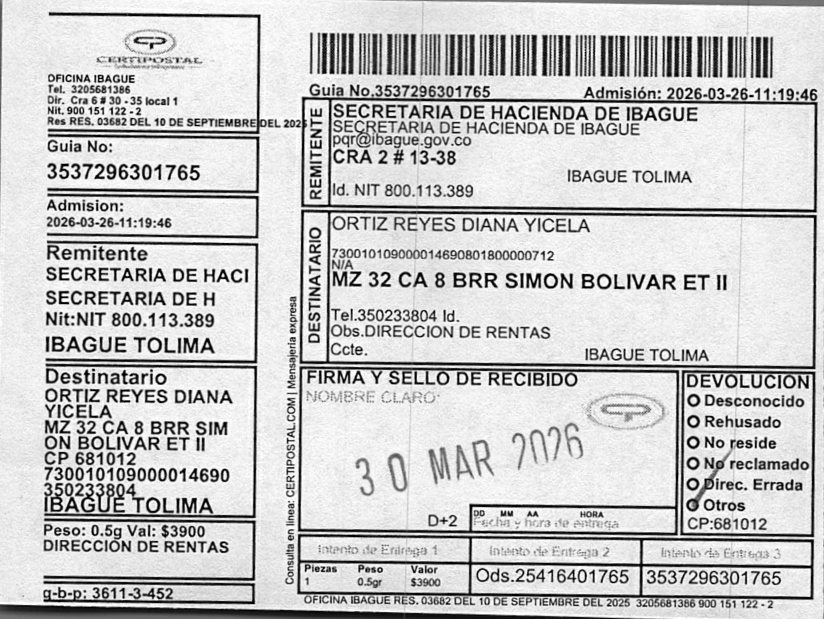 CERTIPOSTAL
OFICINA IBAGUE
Tel. 3205681386
Dir. Cra 6 # 30 - 35 local 1
Nit. 900 151 122 - 2
Res RES. 03682 DEL 10 DE SEPTIEMBRE DEL 2025
Guia No:
3537296301765
Admision:
2026-03-26-11:19:46
Remitente
SECRETARIA DE HACI
SECRETARIA DE H
Nit:NIT 800.113.389
IBAGUE TOLIMA
Destinatario
ORTIZ REYES DIANA
YICELA
MZ 32 CA 8 BRR SIM
ON BOLIVAR ET II
CP 681012
730010109000014690
350233804
IBAGUE TOLIMA
Peso: 0.5g Val: $3900
DIRECCIÓN DE RENTAS
g-b-p: 3611-3-452
Consulta en linea: CERTIPOSTAL.COM | Mensajería expresa
Guia No.3537296301765 Admisión: 2026-03-26-11:19:46
REMITENTE
SECRETARIA DE HACIENDA DE IBAGUE
SECRETARIA DE HACIENDA DE IBAGUE
pqr@ibague.gov.co
CRA 2 # 13-38
IBAGUE TOLIMA
Id. NIT 800.113.389
DESTINATARIO
ORTIZ REYES DIANA YICELA
730010109000014690801800000712
N/A
MZ 32 CA 8 BRR SIMON BOLIVAR ET II
Tel.350233804 Id.
Obs.DIRECCION DE RENTAS
Ccte. IBAGUE TOLIMA
FIRMA Y SELLO DE RECIBIDO
NOMBRE CLARO:
30 MAR 2026
D+2
DD MM AA HORA
Fecha y hora de entrega
DEVOLUCION
Desconocido
Rehusado
No reside
No reclamado
Direc. Errada
Otros
CP:681012
Intento de Entrega 1 Intento de Entrega 2 Intento de Entrega 3
Piezas Peso Valor
1 0.5gr $3900
Ods.25416401765 3537296301765
OFICINA IBAGUE RES. 03682 DEL 10 DE SEPTIEMBRE DEL 2025 3205681386 900 151 122 - 2